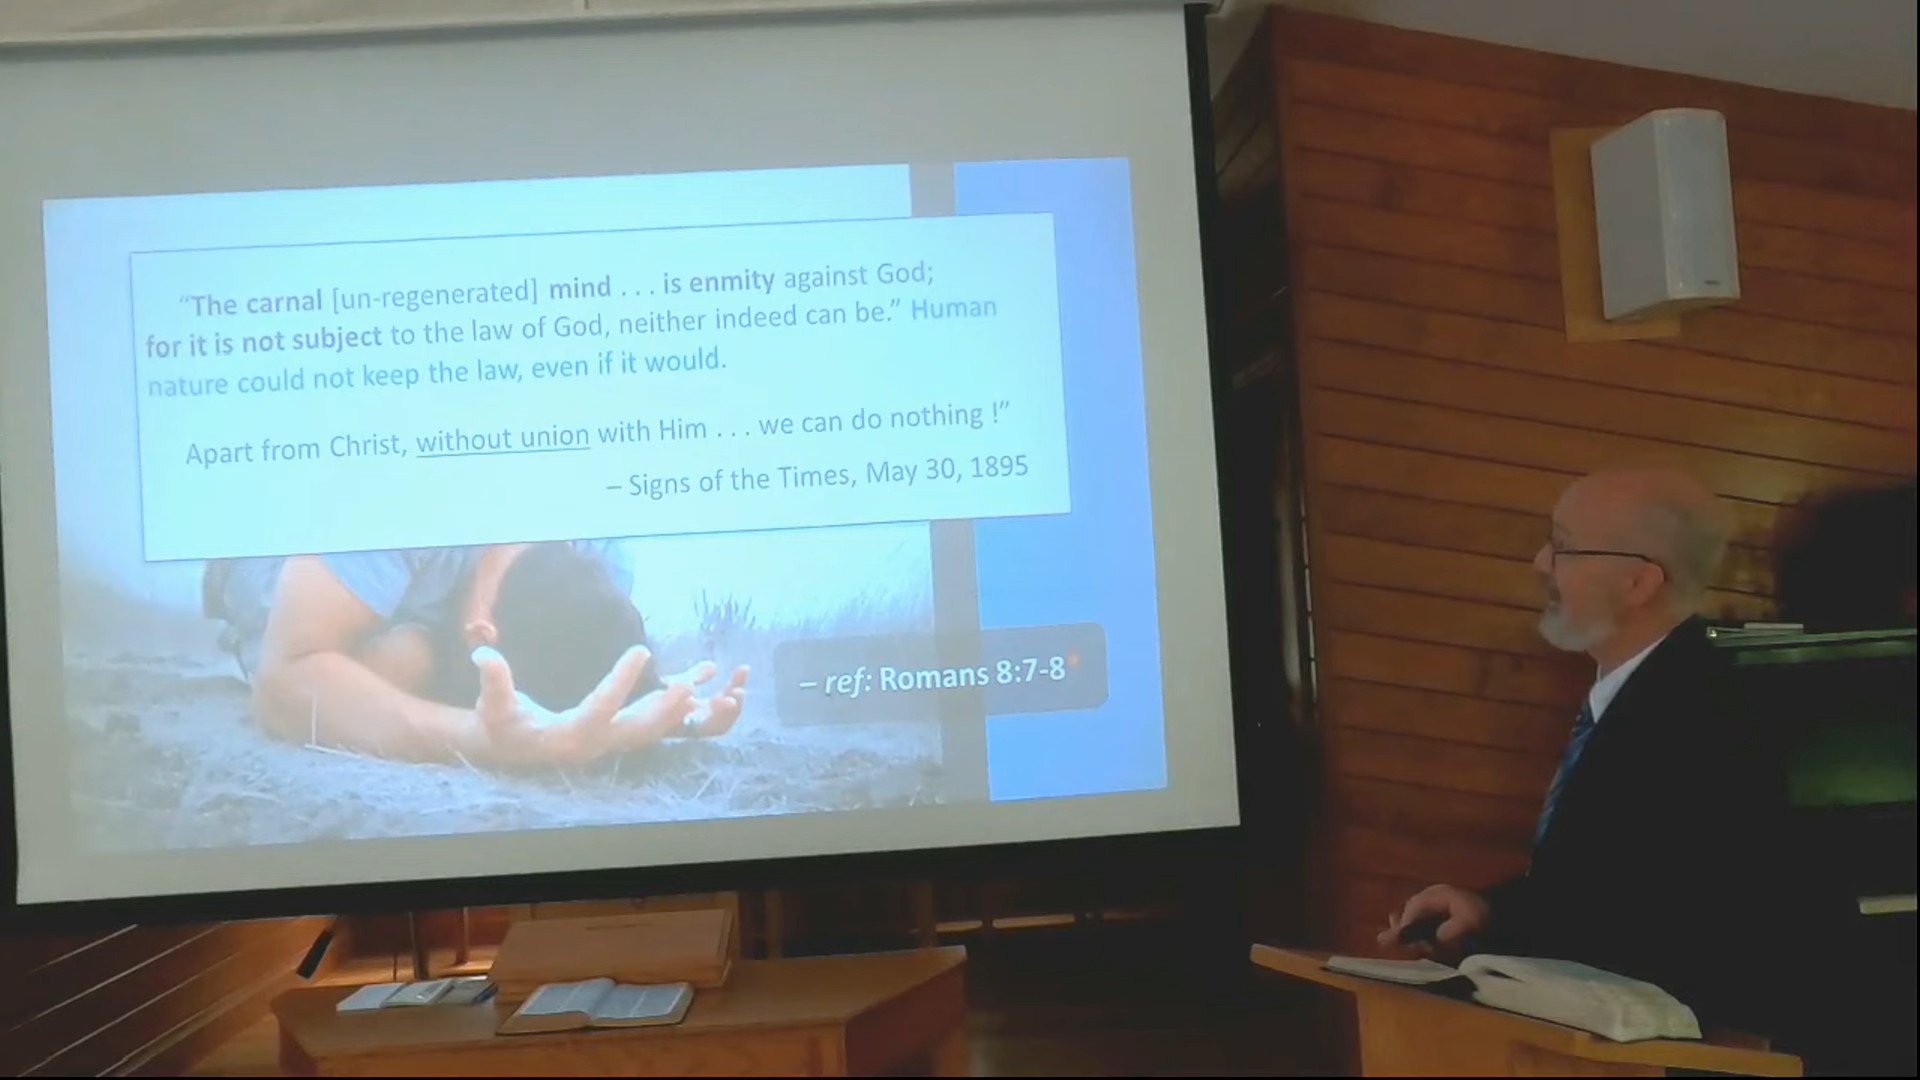 “The carnal [un-regenerated] mind . . . is enmity against God;
for it is not subject to the law of God, neither indeed can be.” Human
nature could not keep the law, even if it would.
Apart from Christ, without union with Him . . . we can do nothing !”
– Signs of the Times, May 30, 1895
– ref: Romans 8:7-8